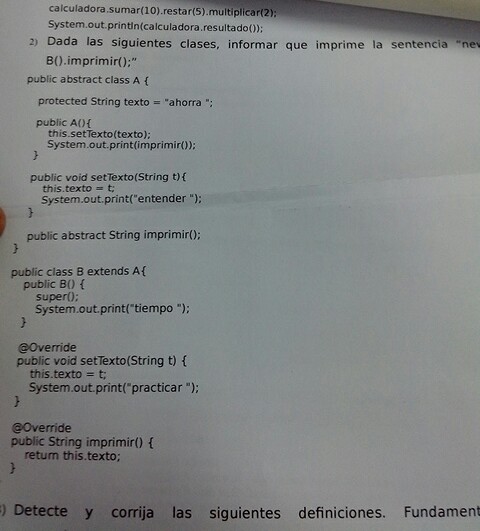 calculadora.sumar(10).restar(5).multiplicar(2);
System.out.println(calculadora.resultado());
2) Dada las siguientes clases, informar que imprime la sentencia "new
B().imprimir();"
public abstract class A {
protected String texto = "ahorra ";
public A(){
this.setTexto(texto);
System.out.print(imprimir());
}
public void setTexto(String t){
this.texto = t;
System.out.print("entender ");
}
public abstract String imprimir();
}
public class B extends A{
public B() {
super();
System.out.print("tiempo ");
}
@Override
public void setTexto(String t) {
this.texto = t;
System.out.print("practicar ");
}
@Override
public String imprimir() {
return this.texto;
}
) Detecte y corrija las siguientes definiciones. Fundament